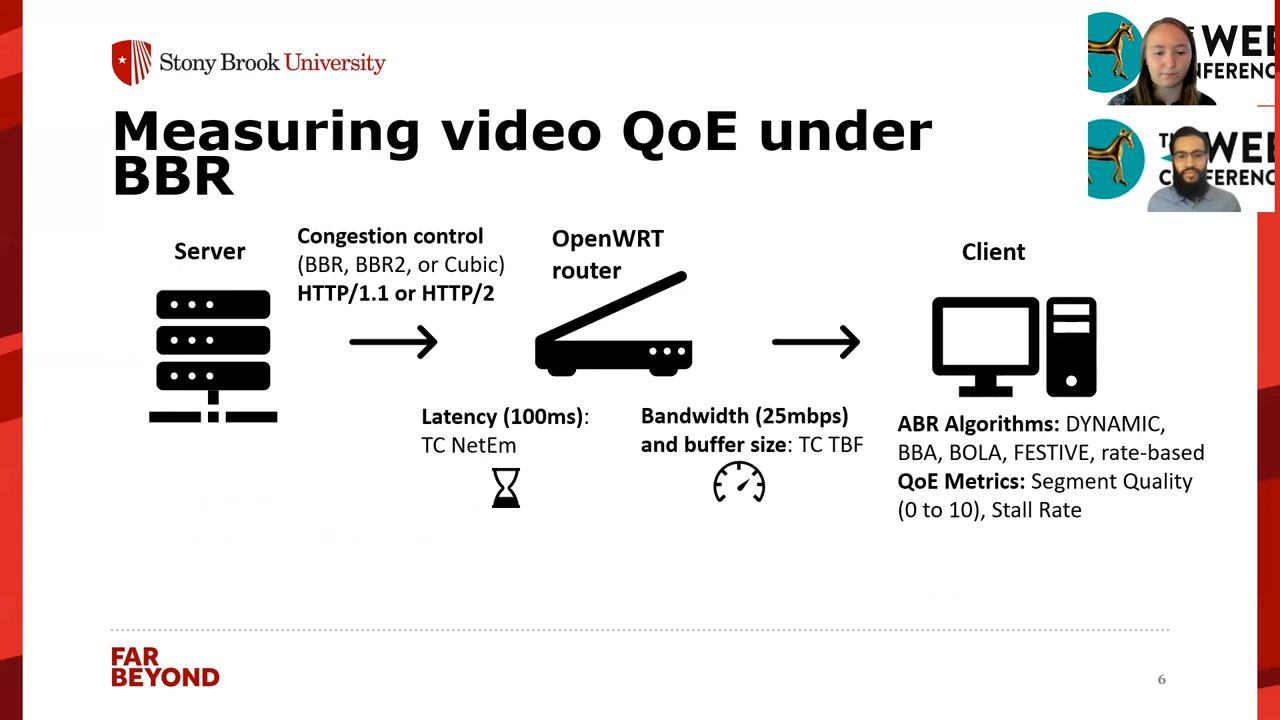 Stony Brook University
Measuring video QoE under
BBR
Server
Congestion control
(BBR, BBR2, or Cubic)
HTTP/1.1 or HTTP/2
OpenWRT
router
Client
Latency (100ms):
TC NetEm
Bandwidth (25mbps)
and buffer size: TC TBF
ABR Algorithms: DYNAMIC,
BBA, BOLA, FESTIVE, rate-based
QoE Metrics: Segment Quality
(0 to 10), Stall Rate
FAR
BEYOND
6